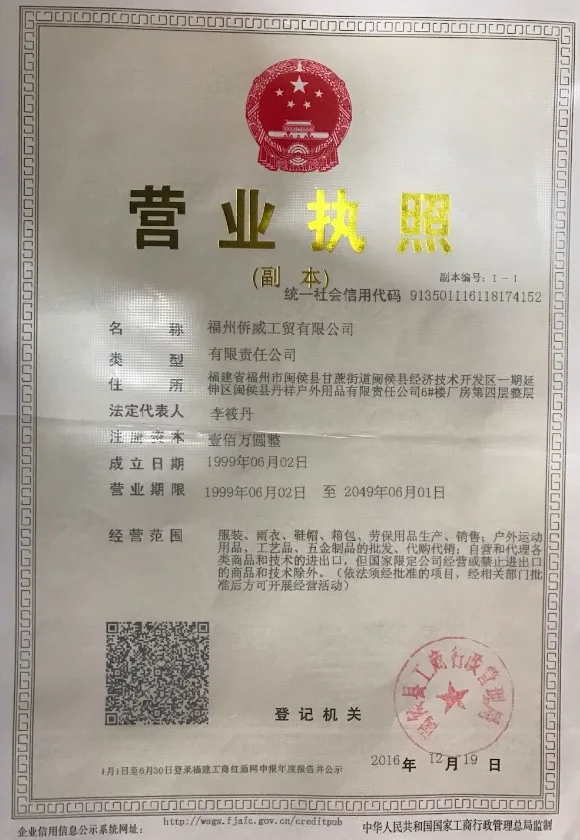 营业执照
(副 本)
副本编号：1－1
统一社会信用代码 913501116118174152
名 称 福州侨威工贸有限公司
类 型 有限责任公司
住 所 福建省福州市闽侯县甘蔗街道闽侯县经济技术开发区一期延
伸区闽侯县丹祥户外用品有限责任公司6#楼厂房第四层整层
法定代表人 李筱丹
注册资本 壹佰万圆整
成立日期 1999年06月02日
营业期限 1999年06月02日 至 2049年06月01日
经营范围 服装、雨衣、鞋帽、箱包、劳保用品生产、销售；户外运动
用品、工艺品、五金制品的批发、代购代销；自营和代理各
类商品和技术的进出口，但国家限定公司经营或禁止进出口
的商品和技术除外。（依法须经批准的项目，经相关部门批
准后方可开展经营活动）
登记机关
闽侯县工商行政管理局
2016年12月19日
1月1日至6月30日登录福建工商红盾网申报年度报告并公示
企业信用信息公示系统网址： http://wsgs.fjaic.gov.cn/creditpub
中华人民共和国国家工商行政管理总局监制